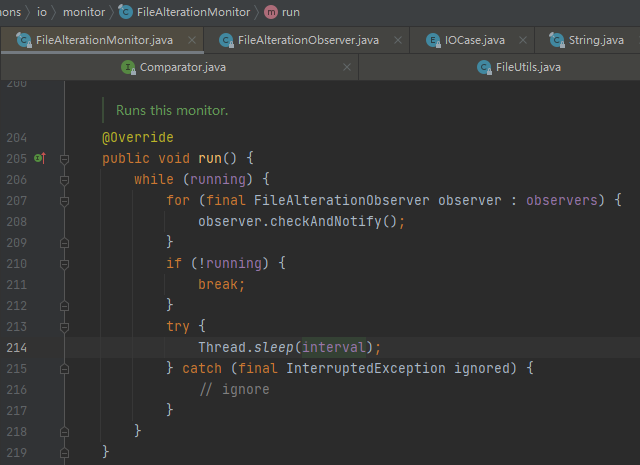 ons › io › monitor › FileAlterationMonitor › m run
FileAlterationMonitor.java × FileAlterationObserver.java × IOCase.java × String.java
Comparator.java × FileUtils.java
200
Runs this monitor.
204 @Override
205 public void run() {
206 while (running) {
207 for (final FileAlterationObserver observer : observers) {
208 observer.checkAndNotify();
209 }
210 if (!running) {
211 break;
212 }
213 try {
214 Thread.sleep(interval);
215 } catch (final InterruptedException ignored) {
216 // ignore
217 }
218 }
219 }